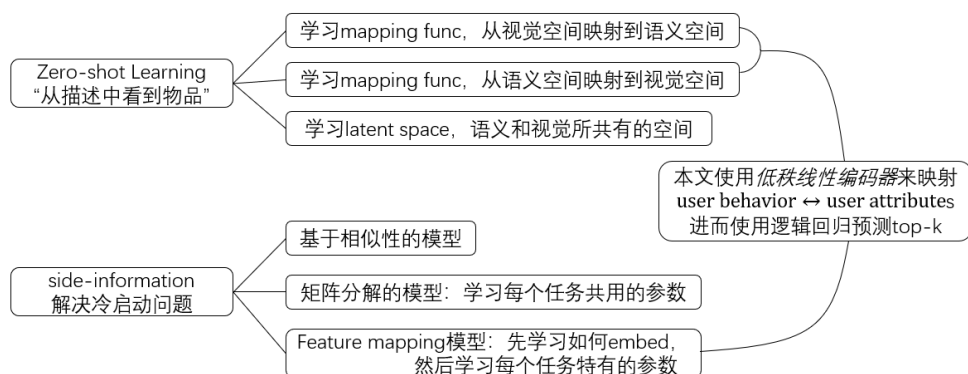 Zero-shot Learning
“从描述中看到物品”
学习mapping func，从视觉空间映射到语义空间
学习mapping func，从语义空间映射到视觉空间
学习latent space，语义和视觉所共有的空间
本文使用低秩线性编码器来映射
user behavior ↔ user attributes
进而使用逻辑回归预测top-k
side-information
解决冷启动问题
基于相似性的模型
矩阵分解的模型：学习每个任务共用的参数
Feature mapping模型：先学习如何embed，
然后学习每个任务特有的参数